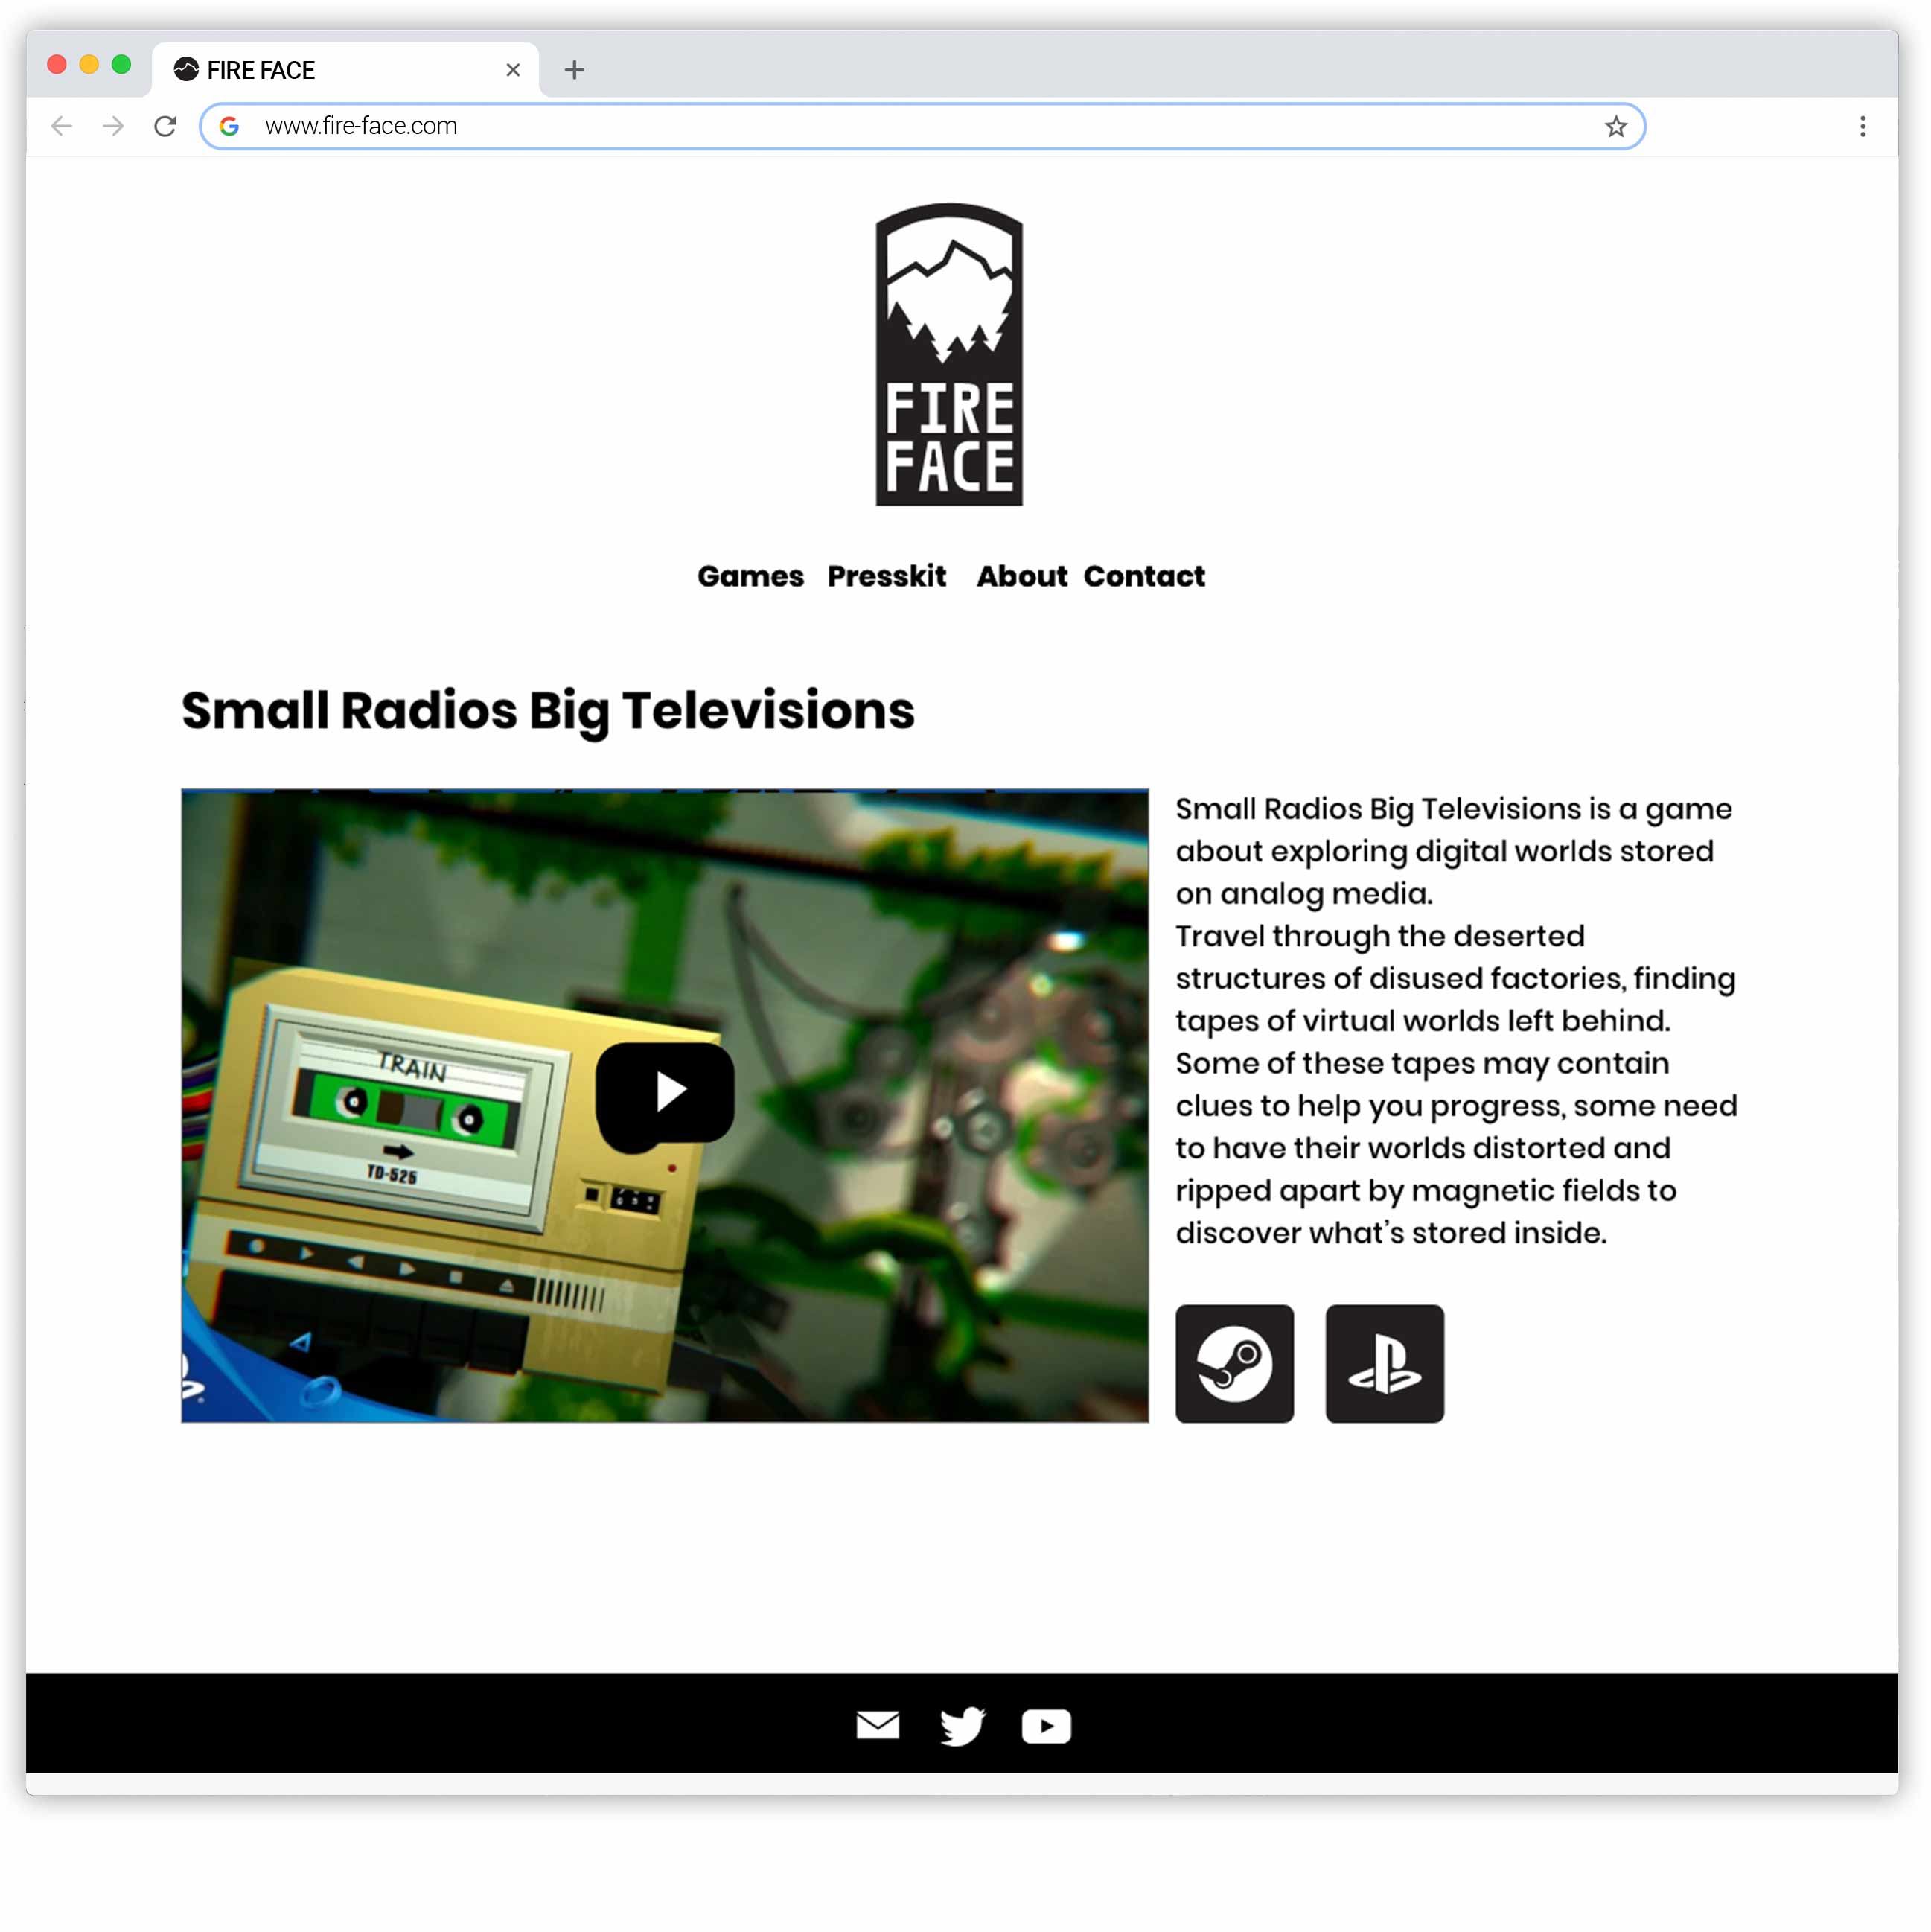 FIRE FACE
www.fire-face.com
FIRE
FACE
Games Presskit About Contact
Small Radios Big Televisions
TRAIN
TD-525
Small Radios Big Televisions is a game
about exploring digital worlds stored
on analog media.
Travel through the deserted
structures of disused factories, finding
tapes of virtual worlds left behind.
Some of these tapes may contain
clues to help you progress, some need
to have their worlds distorted and
ripped apart by magnetic fields to
discover what’s stored inside.